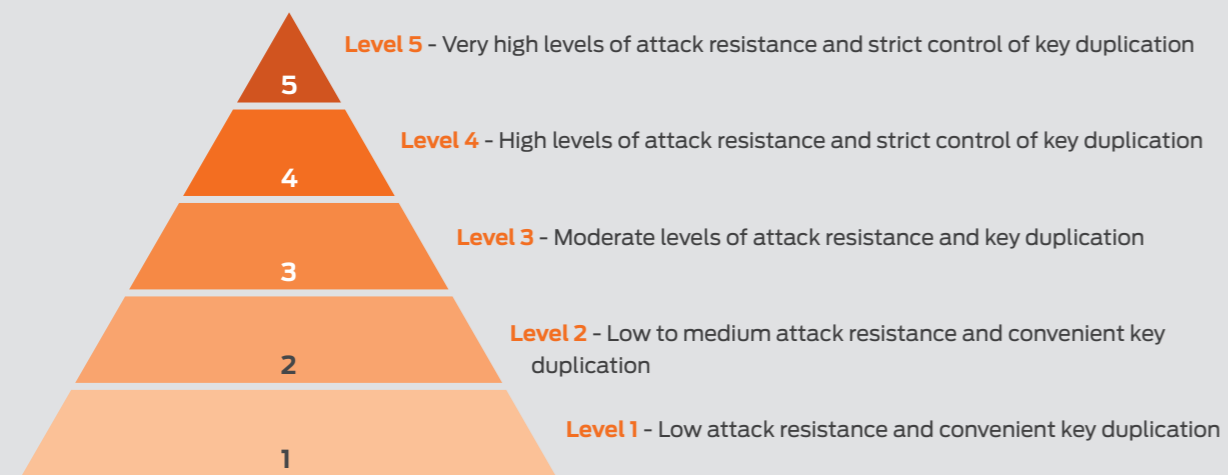 Level 5 - Very high levels of attack resistance and strict control of key duplication
5
Level 4 - High levels of attack resistance and strict control of key duplication
4
Level 3 - Moderate levels of attack resistance and key duplication
3
Level 2 - Low to medium attack resistance and convenient key
duplication
2
Level 1 - Low attack resistance and convenient key duplication
1